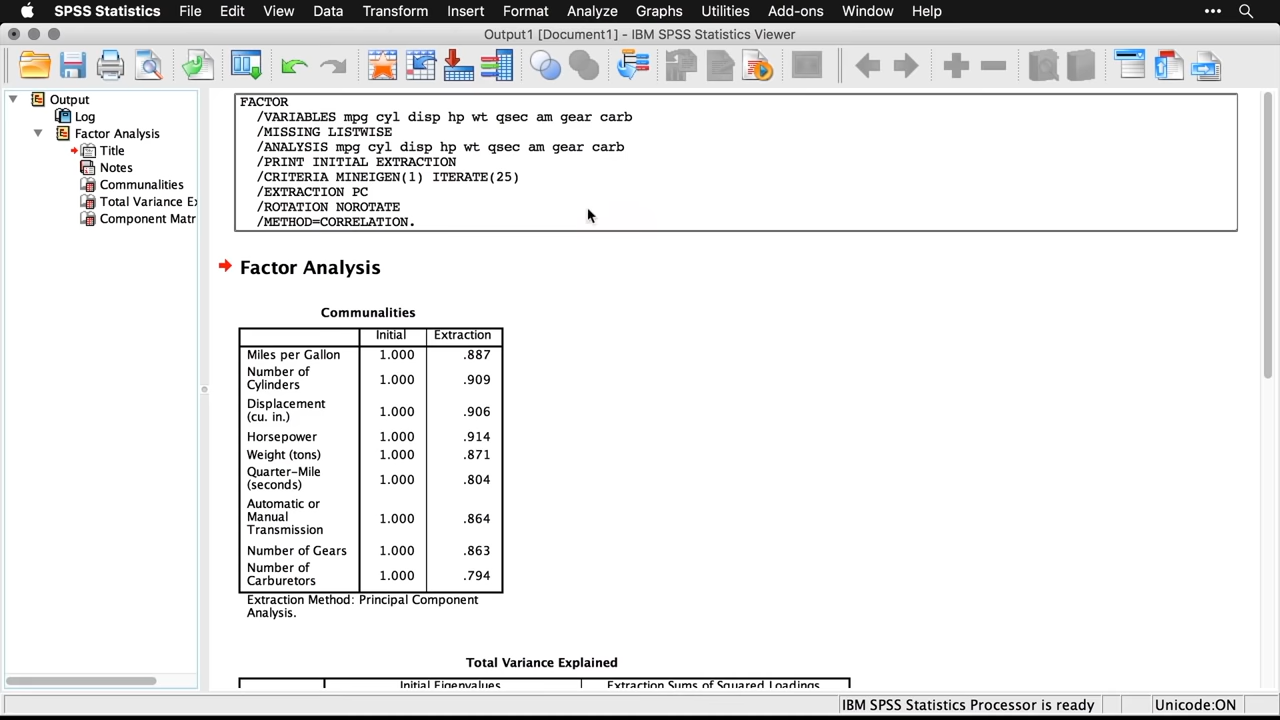 SPSS Statistics File Edit View Data Transform Insert Format Analyze Graphs Utilities Add-ons Window Help
Output1 [Document1] - IBM SPSS Statistics Viewer
Output
Log
Factor Analysis
Title
Notes
Communalities
Total Variance Ex
Component Matr
FACTOR
/VARIABLES mpg cyl disp hp wt qsec am gear carb
/MISSING LISTWISE
/ANALYSIS mpg cyl disp hp wt qsec am gear carb
/PRINT INITIAL EXTRACTION
/CRITERIA MINEIGEN(1) ITERATE(25)
/EXTRACTION PC
/ROTATION NOROTATE
/METHOD=CORRELATION.
Factor Analysis
Communalities
Initial Extraction
Miles per Gallon 1.000 .887
Number of
Cylinders 1.000 .909
Displacement
(cu. in.) 1.000 .906
Horsepower 1.000 .914
Weight (tons) 1.000 .871
Quarter-Mile
(seconds) 1.000 .804
Automatic or
Manual
Transmission 1.000 .864
Number of Gears 1.000 .863
Number of
Carburetors 1.000 .794
Extraction Method: Principal Component
Analysis.
Total Variance Explained
Initial Eigenvalues Extraction Sums of Squared Loadings
IBM SPSS Statistics Processor is ready Unicode:ON